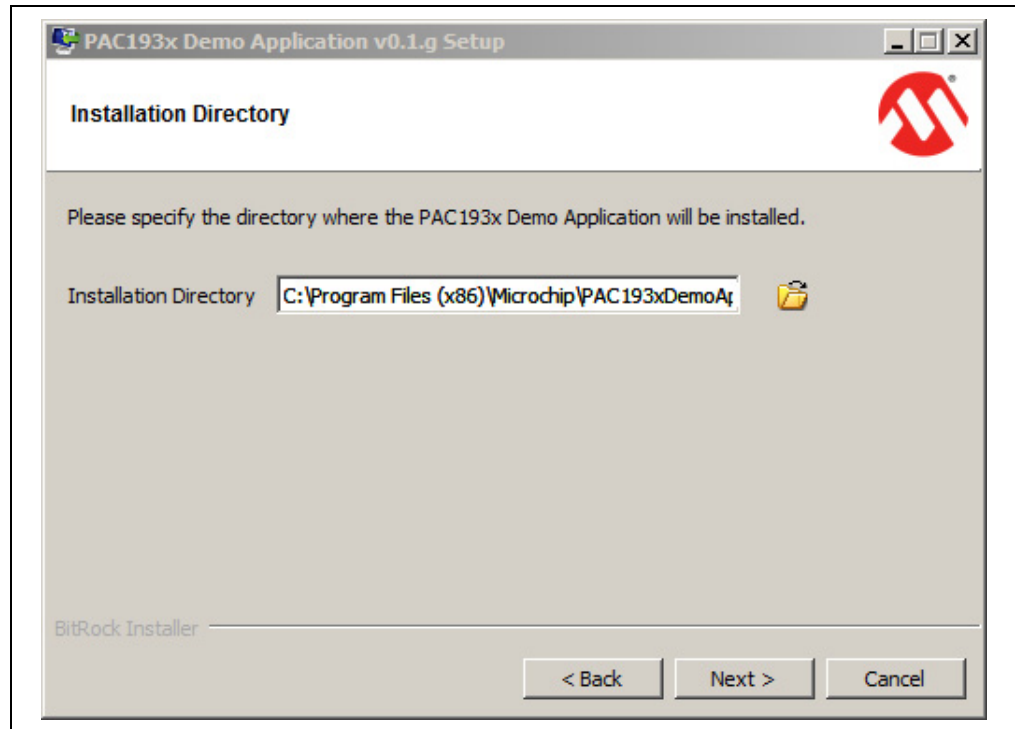 PAC193x Demo Application v0.1.g Setup
Installation Directory
Please specify the directory where the PAC193x Demo Application will be installed.
Installation Directory C:\Program Files (x86)\Microchip\PAC193xDemoAp
BitRock Installer
< Back Next > Cancel